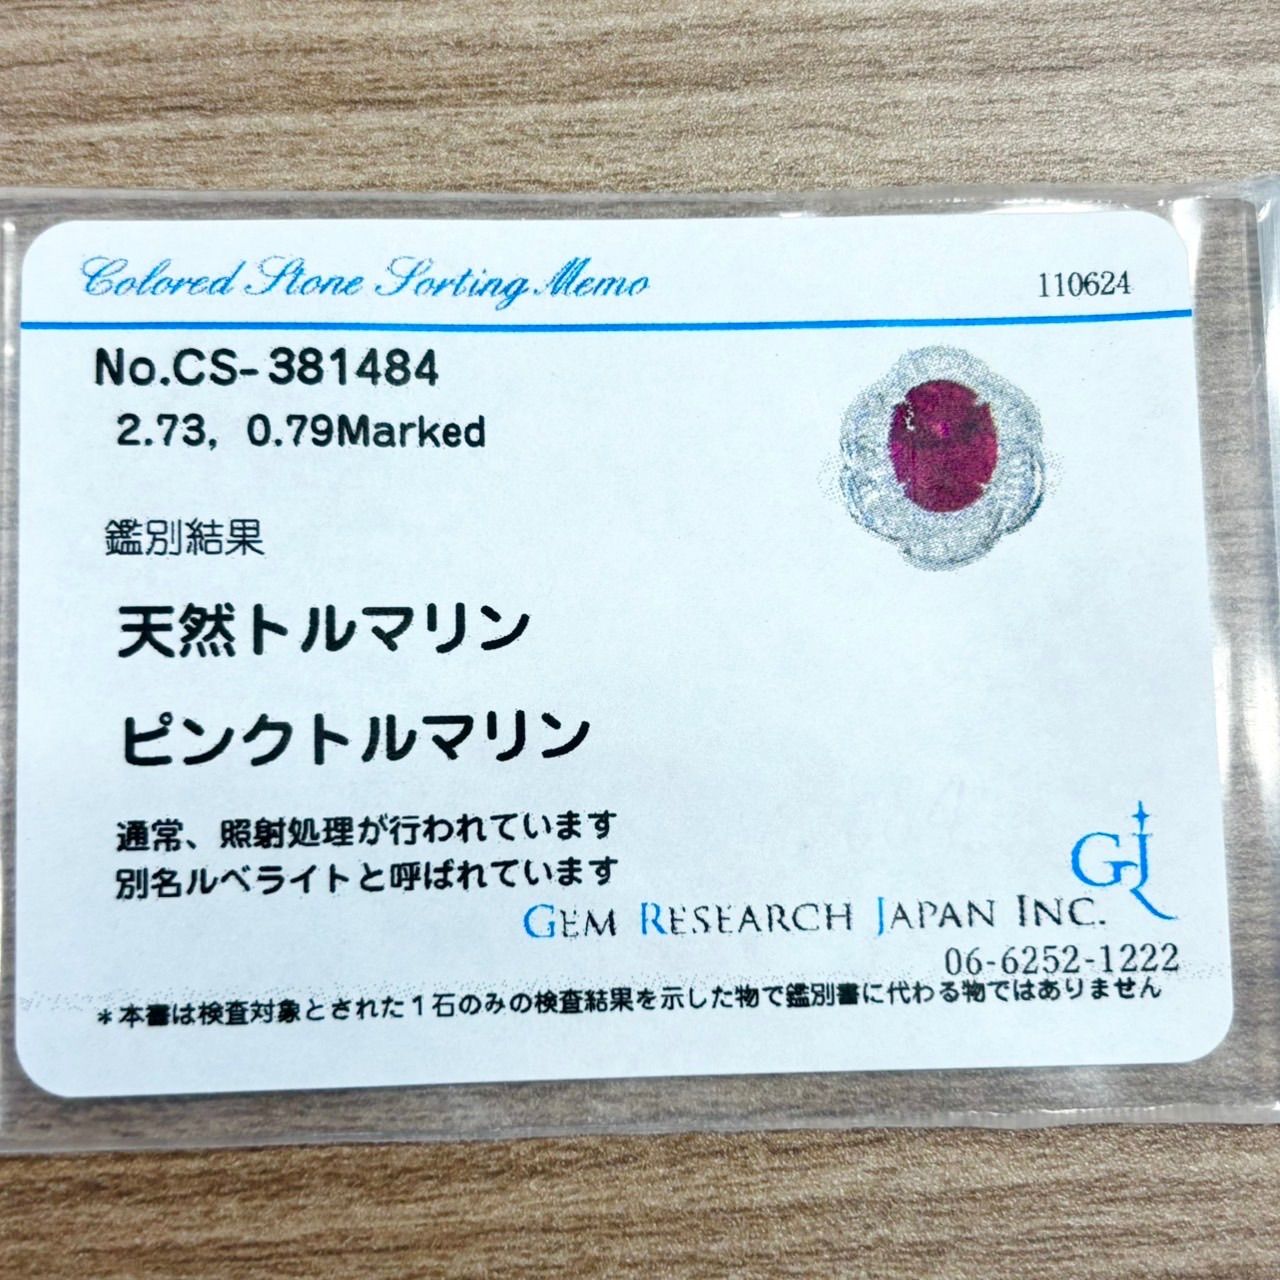 Colored Stone Sorting Memo
110624
No.CS-381484
2.73, 0.79Marked
鑑別結果
天然トルマリン
ピンクトルマリン
通常、照射処理が行われています
別名ルベライトと呼ばれています
GJ
GEM RESEARCH JAPAN INC.
06-6252-1222
*本書は検査対象とされた1石のみの検査結果を示した物で鑑別書に代わる物ではありません